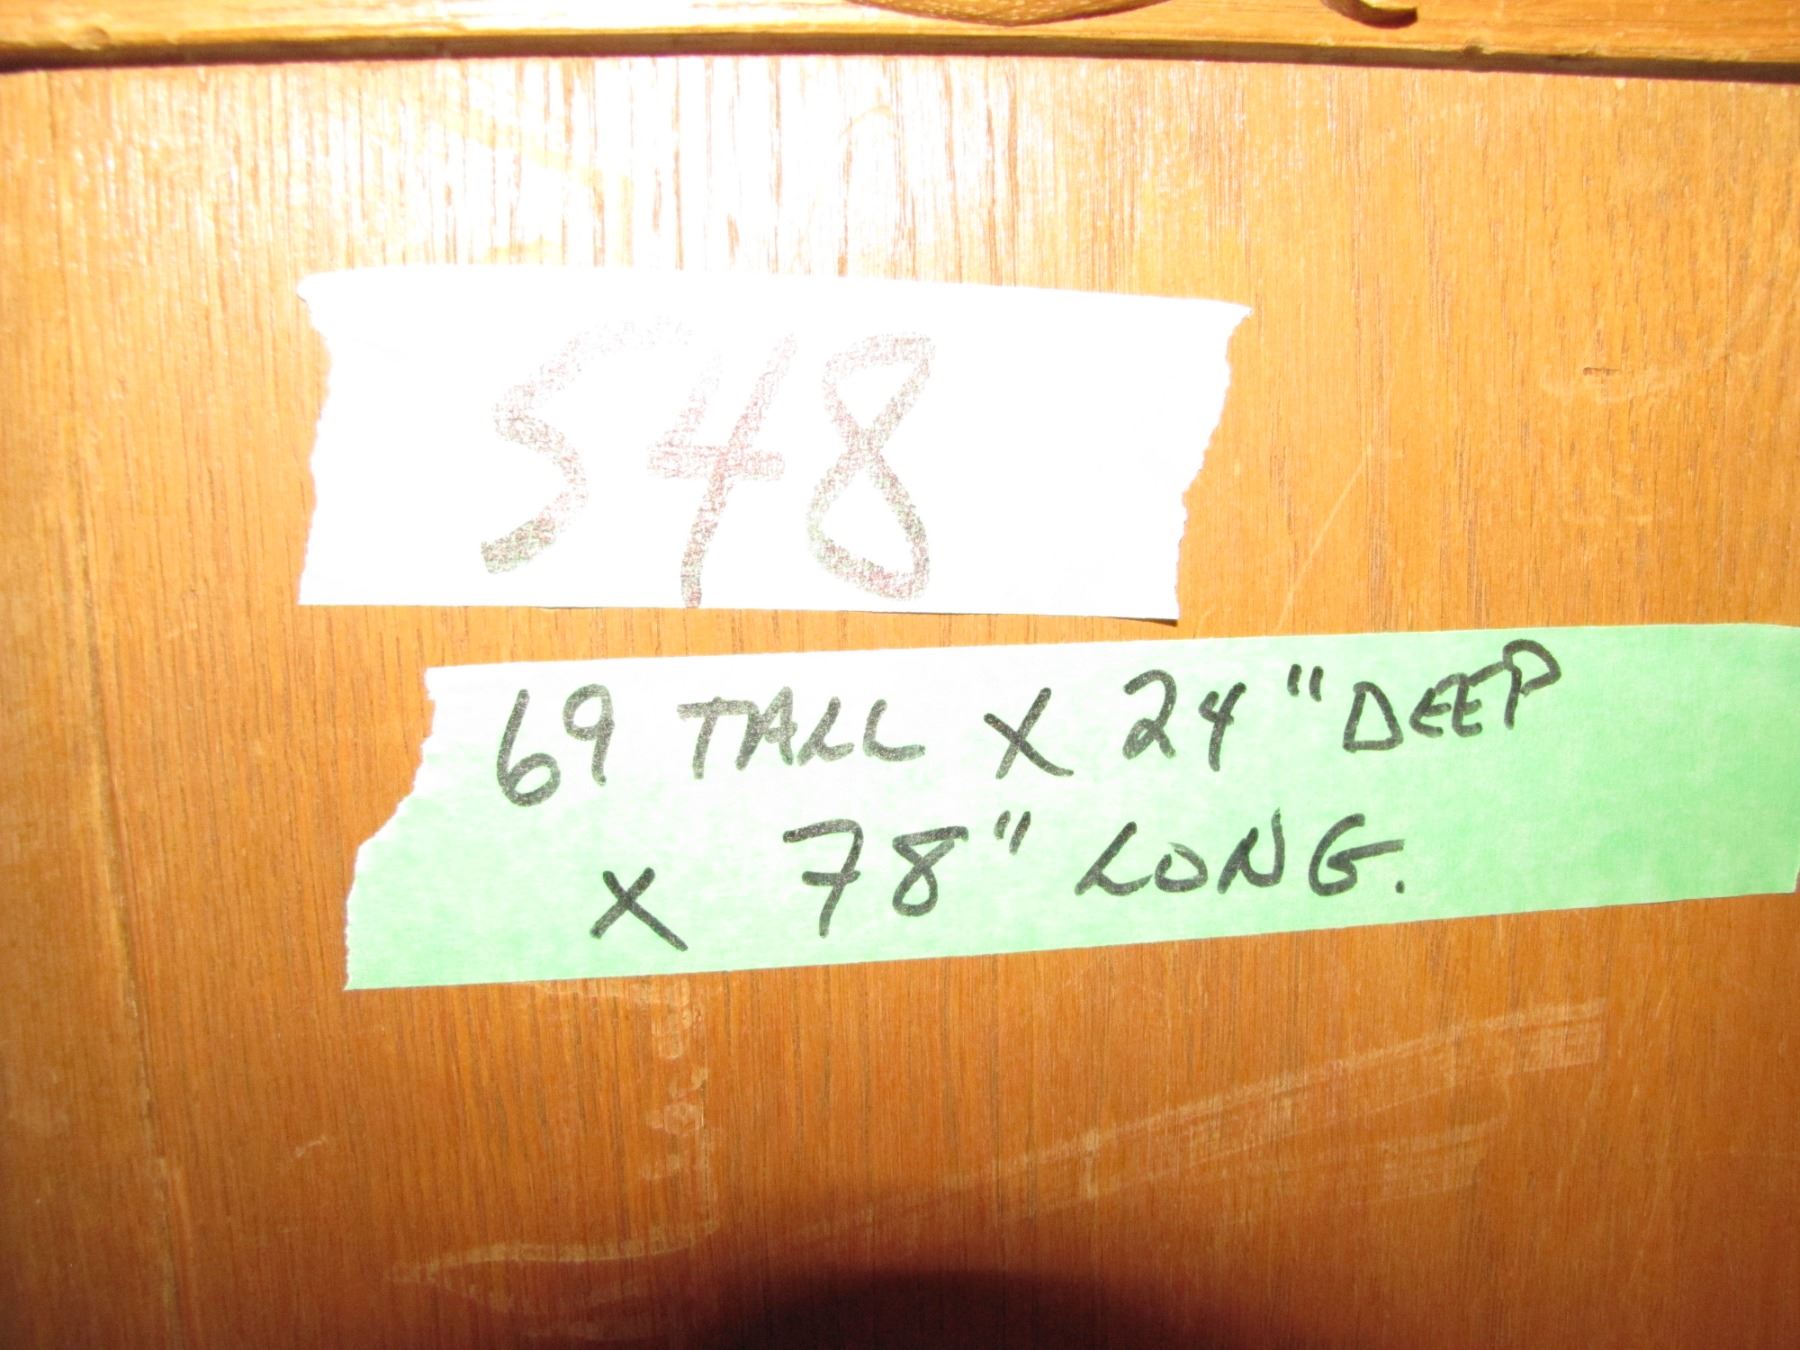 548
69 TALL X 24" DEEP
X 78" LONG.